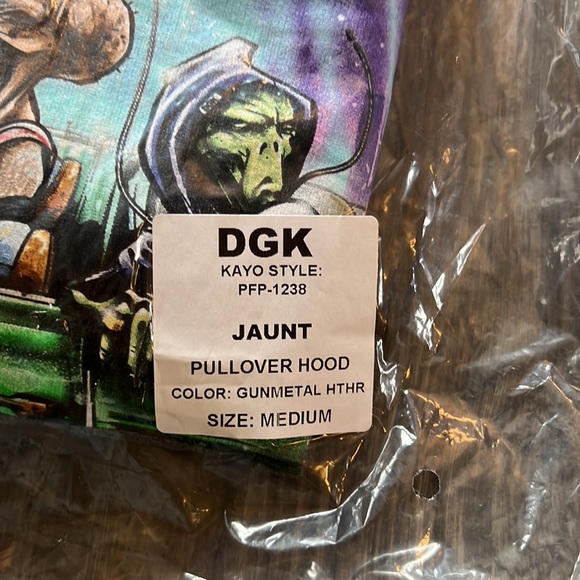 DGK
KAYO STYLE:
PFP-1238
JAUNT
PULLOVER HOOD
COLOR: GUNMETAL HTHR
SIZE: MEDIUM